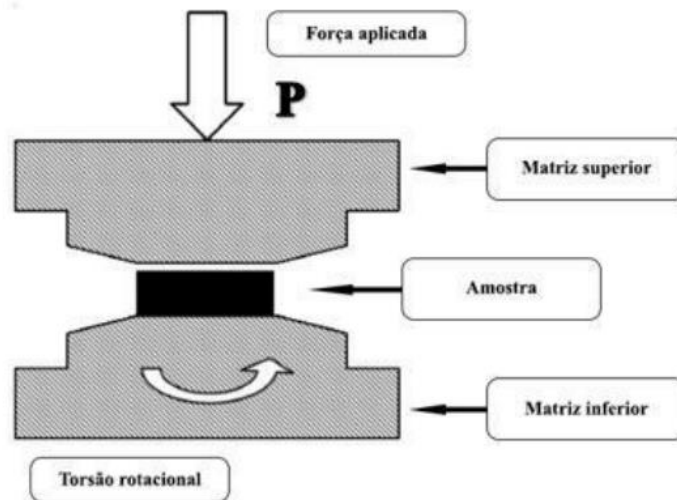 Força aplicada
P
Matriz superior
Amostra
Matriz inferior
Torsão rotacional